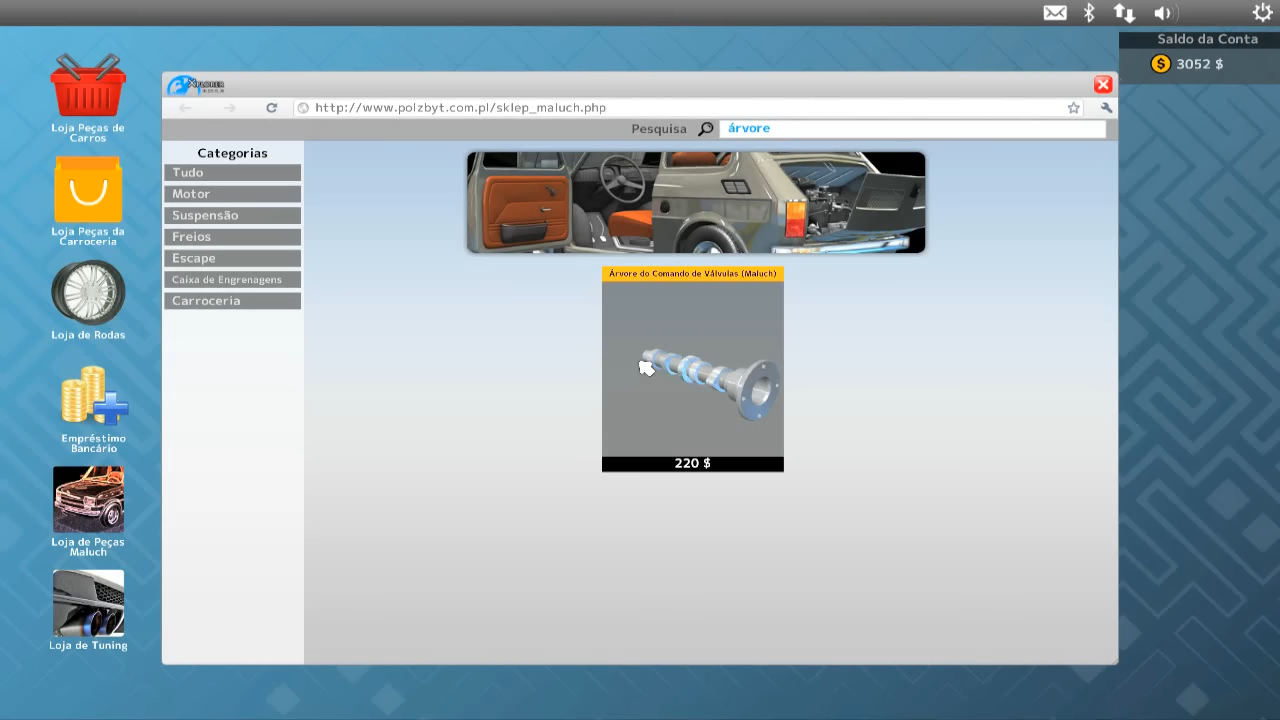 Saldo da Conta
3052 $
Loja Peças de
Carros
Loja Peças da
Carroceria
Loja de Rodas
Empréstimo
Bancário
Loja de Peças
Maluch
Loja de Tuning
XPLORER
http://www.polzbyt.com.pl/sklep_maluch.php
Pesquisa
árvore
Categorias
Tudo
Motor
Suspensão
Freios
Escape
Caixa de Engrenagens
Carroceria
Árvore do Comando de Válvulas (Maluch)
220 $